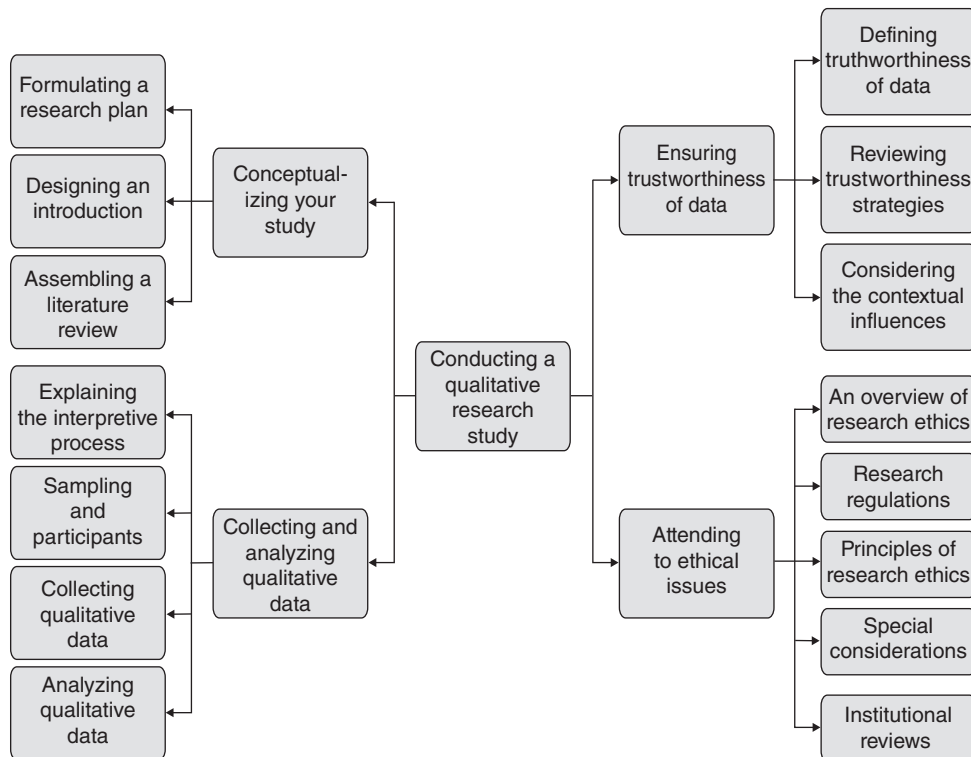 Formulating a
research plan
Designing an
introduction
Assembling a
literature
review
Conceptual-
izing your
study
Explaining
the interpretive
process
Sampling
and
participants
Collecting
qualitative
data
Analyzing
qualitative
data
Collecting and
analyzing
qualitative
data
Conducting a
qualitative
research
study
Ensuring
trustworthiness
of data
Defining
truthworthiness
of data
Reviewing
trustworthiness
strategies
Considering
the contextual
influences
Attending
to ethical
issues
An overview of
research ethics
Research
regulations
Principles of
research ethics
Special
considerations
Institutional
reviews